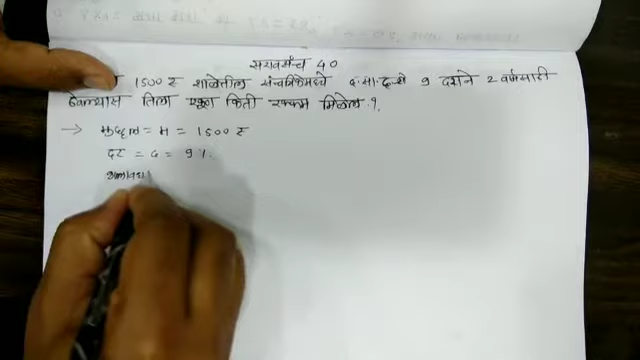 सरावसंच 40
1500 ₹ शाळेतील संचयिकेमध्ये द.सा.द.शे 9 दराने 2 वर्षासाठी
ठेवल्यास तिला एकूण किती रक्कम मिळेल ?
→ मुद्दल = म = 1500 ₹
दर = द = 9%